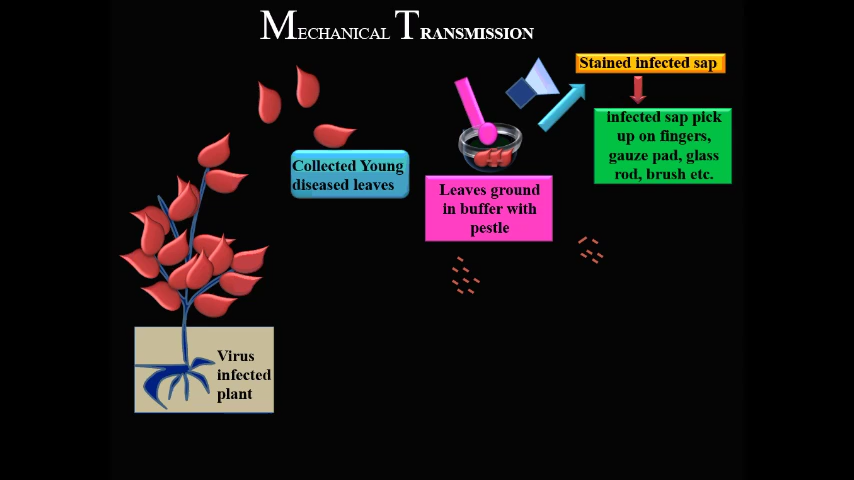 MECHANICAL TRANSMISSION
Stained infected sap
infected sap pick
up on fingers,
gauze pad, glass
rod, brush etc.
Collected Young
diseased leaves
Leaves ground
in buffer with
pestle
Virus
infected
plant